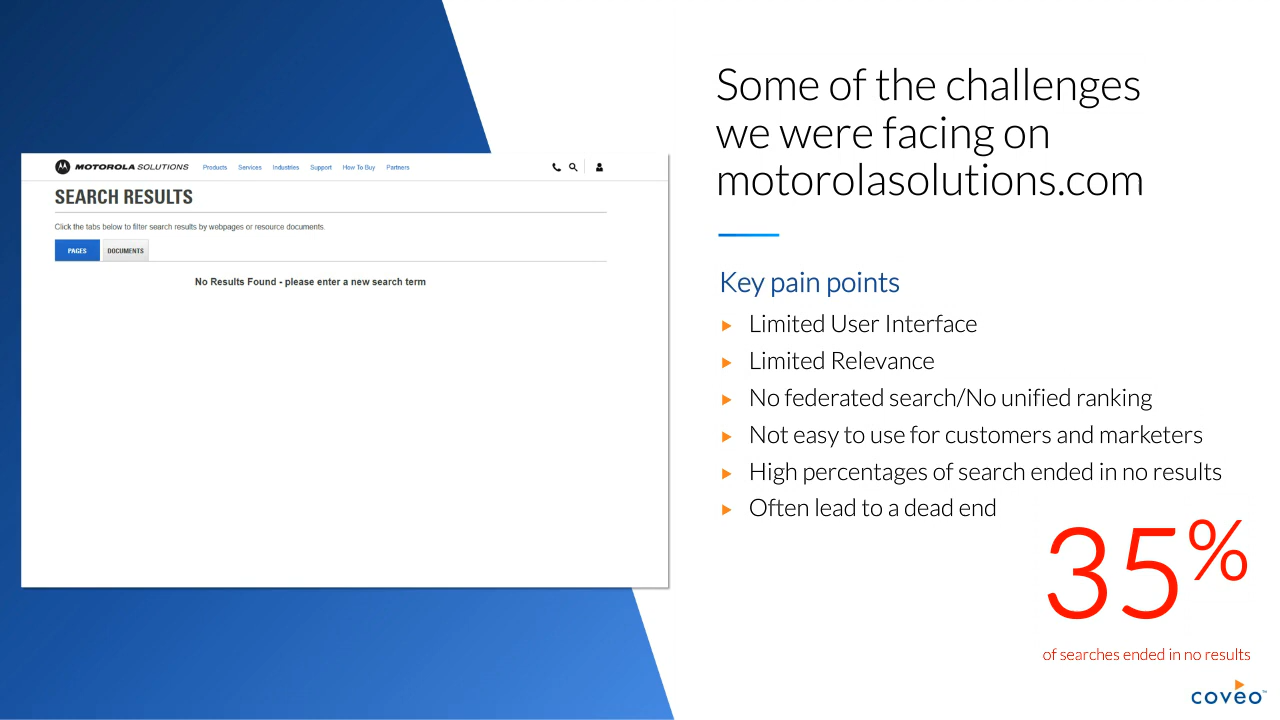 Some of the challenges
we were facing on
motorolasolutions.com
MOTOROLA SOLUTIONS Products Services Industries Support How To Buy Partners
SEARCH RESULTS
Click the tabs below to filter search results by webpages or resource documents.
PAGES DOCUMENTS
No Results Found - please enter a new search term
Key pain points
Limited User Interface
Limited Relevance
No federated search/No unified ranking
Not easy to use for customers and marketers
High percentages of search ended in no results
Often lead to a dead end
35%
of searches ended in no results
coveo™